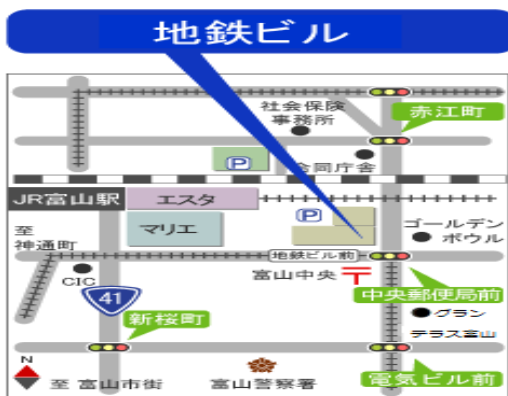 地鉄ビル
社会保険
事務所
赤江町
P
合同庁舎
JR富山駅
エスタ
P
至
神通町
マリエ
ゴールデン
ボウル
地鉄ビル前
CIC
富山中央
中央郵便局前
41
新桜町
グラン
テラス富山
N
至 富山市街
富山警察署
電気ビル前